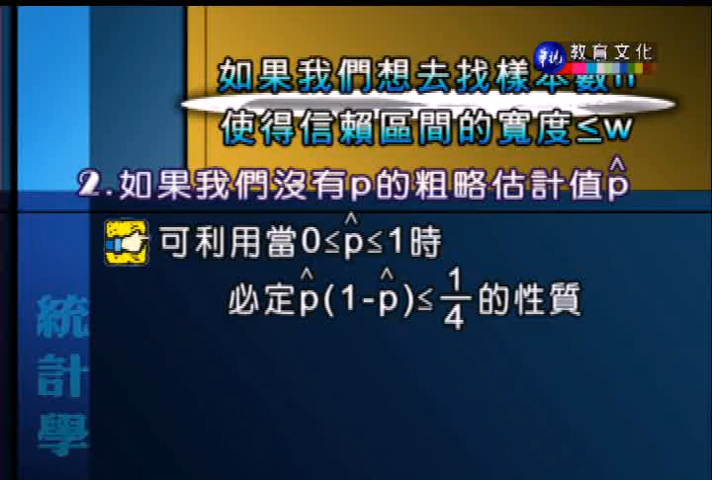 教育文化
如果我們想去找樣本數n
使得信賴區間的寬度≤w
2.如果我們沒有p的粗略估計值p̂
可利用當0≤p̂≤1時
必定p̂(1-p̂)≤1/4的性質
統計學